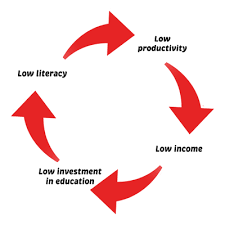 Low
productivity
Low literacy
Low income
Low investment
in education